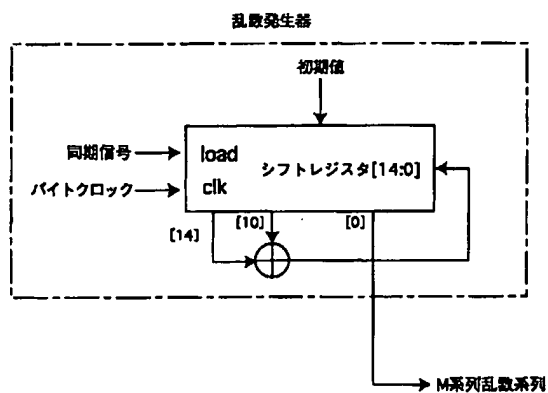 乱数発生器
初期値
同期信号
load
シフトレジスタ[14:0]
バイトクロック
clk
[14]
[10]
[0]
M系列乱数系列